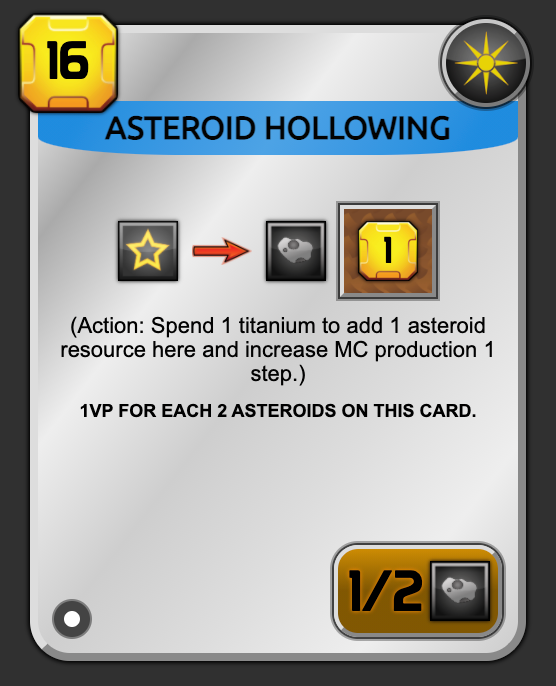 16
ASTEROID HOLLOWING
1
(Action: Spend 1 titanium to add 1 asteroid
resource here and increase MC production 1
step.)
1VP FOR EACH 2 ASTEROIDS ON THIS CARD.
1/2